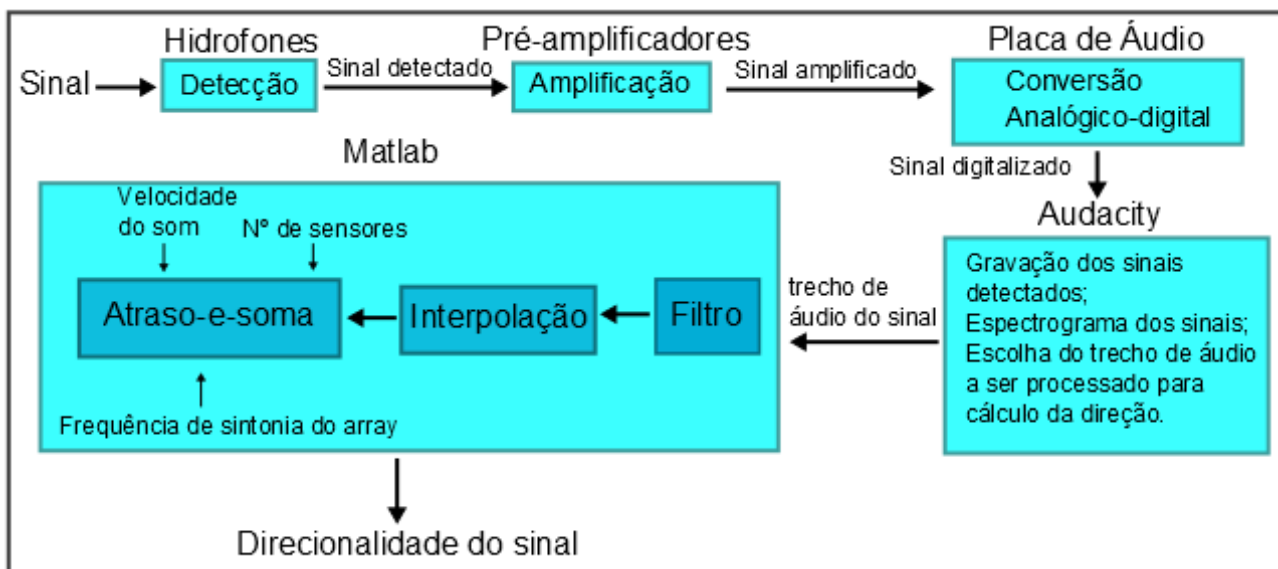 Hidrofones
Pré-amplificadores
Placa de Áudio
Sinal
Detecção
Sinal detectado
Amplificação
Sinal amplificado
Conversão
Analógico-digital
Sinal digitalizado
Audacity
Gravação dos sinais
detectados;
Espectrograma dos sinais;
Escolha do trecho de áudio
a ser processado para
cálculo da direção.
trecho de
áudio do sinal
Matlab
Filtro
Interpolação
Atraso-e-soma
Velocidade
do som
Nº de sensores
Frequência de sintonia do array
Direcionalidade do sinal